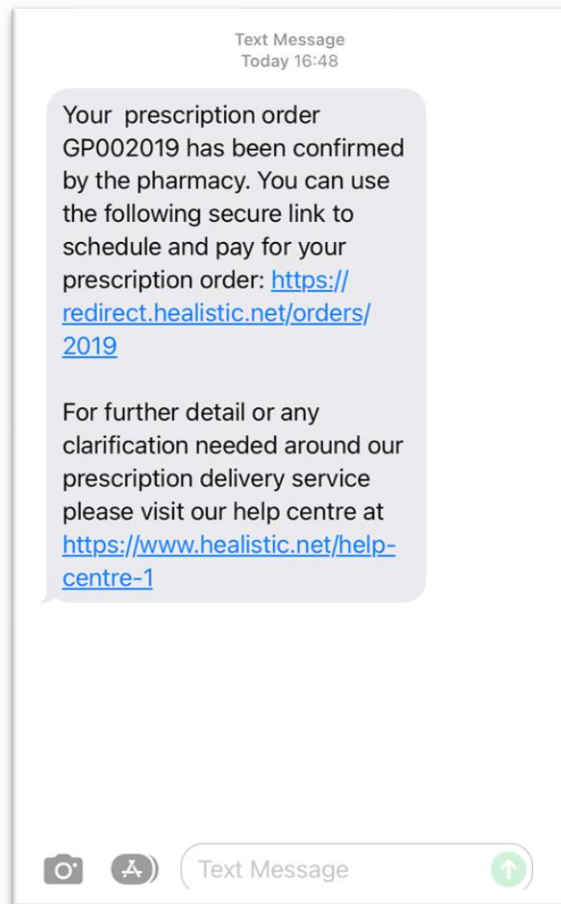 Text Message
Today 16:48
Your  prescription order
GP002019 has been confirmed
by the pharmacy. You can use
the following secure link to
schedule and pay for your
prescription order: https://
redirect.healistic.net/orders/
2019
For further detail or any
clarification needed around our
prescription delivery service
please visit our help centre at
https://www.healistic.net/help-
centre-1
Text Message